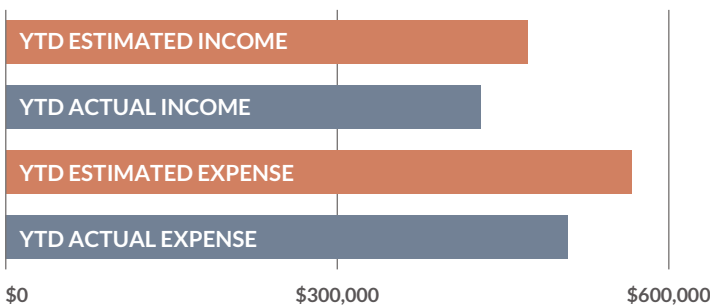 YTD ESTIMATED INCOME
YTD ACTUAL INCOME
YTD ESTIMATED EXPENSE
YTD ACTUAL EXPENSE
$0 $300,000 $600,000